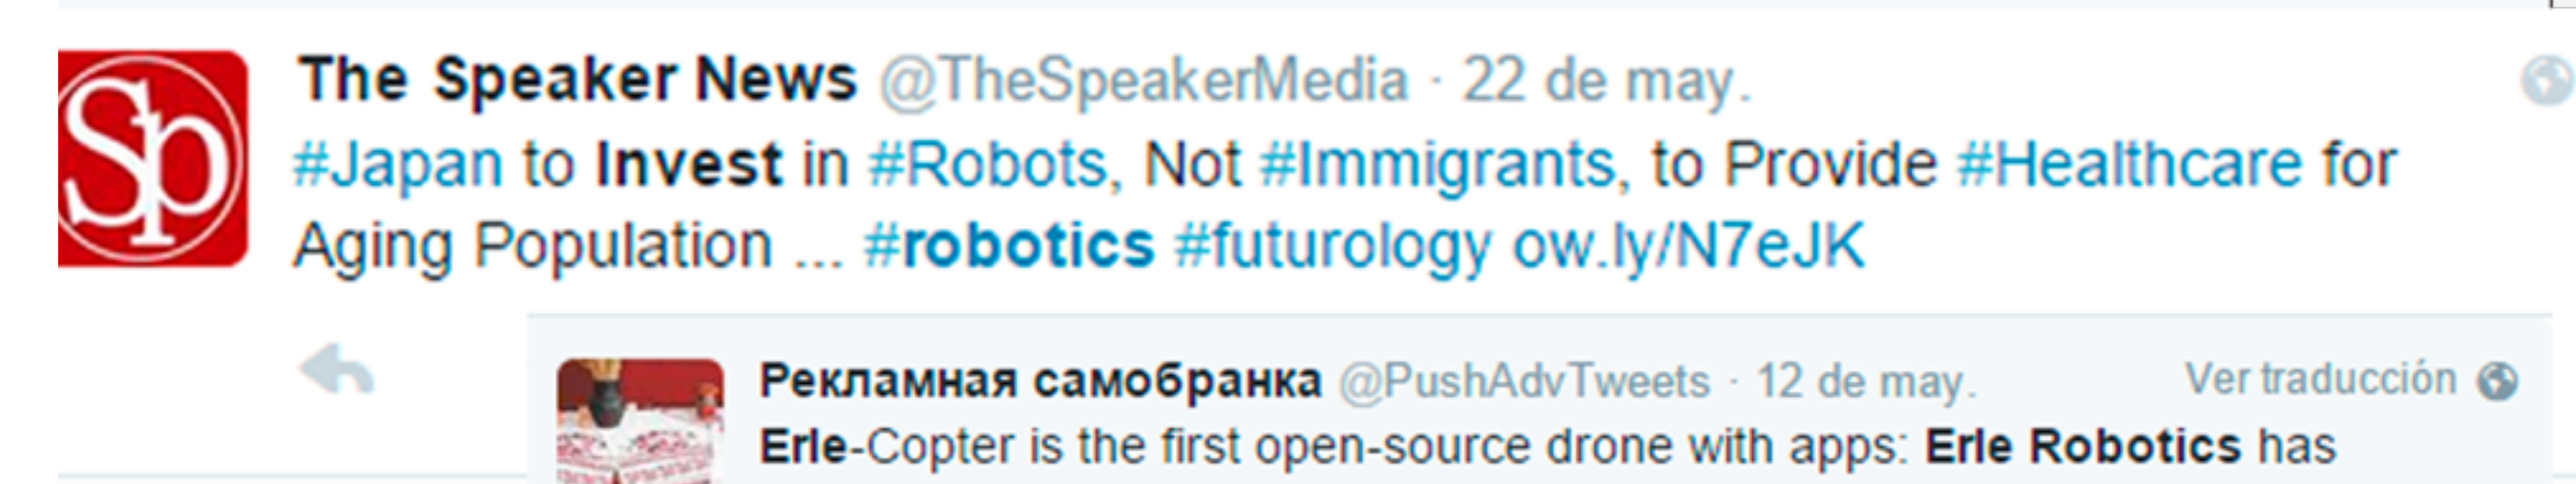 Sp
The Speaker News @TheSpeakerMedia · 22 de may.
#Japan to Invest in #Robots, Not #Immigrants, to Provide #Healthcare for
Aging Population ... #robotics #futurology ow.ly/N7eJK
Рекламная самобранка @PushAdvTweets · 12 de may. Ver traducción
Erle-Copter is the first open-source drone with apps: Erle Robotics has